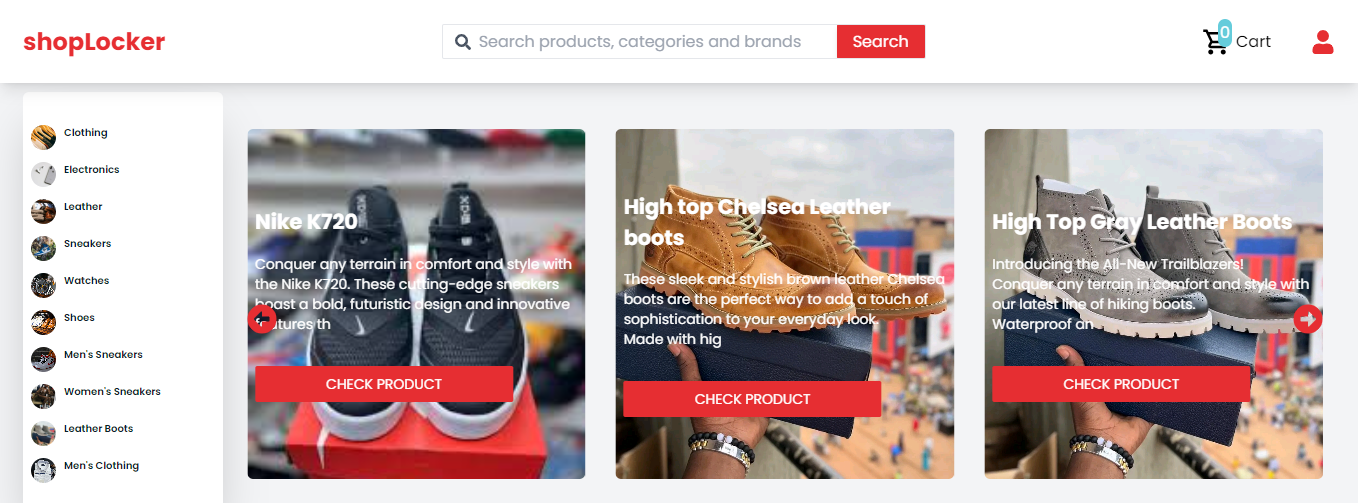 shopLocker
Search products, categories and brands
Search
0
Cart
Clothing
Electronics
Leather
Sneakers
Watches
Shoes
Men's Sneakers
Women's Sneakers
Leather Boots
Men's Clothing
Nike K720
Conquer any terrain in comfort and style with
the Nike K720. These cutting-edge sneakers
boast a bold, futuristic design and innovative
features th
CHECK PRODUCT
High top Chelsea Leather
boots
These sleek and stylish brown leather Chelsea
boots are the perfect way to add a touch of
sophistication to your everyday look.
Made with hig
CHECK PRODUCT
High Top Gray Leather Boots
Introducing the All-New Trailblazers!
Conquer any terrain in comfort and style with
our latest line of hiking boots.
Waterproof an
CHECK PRODUCT